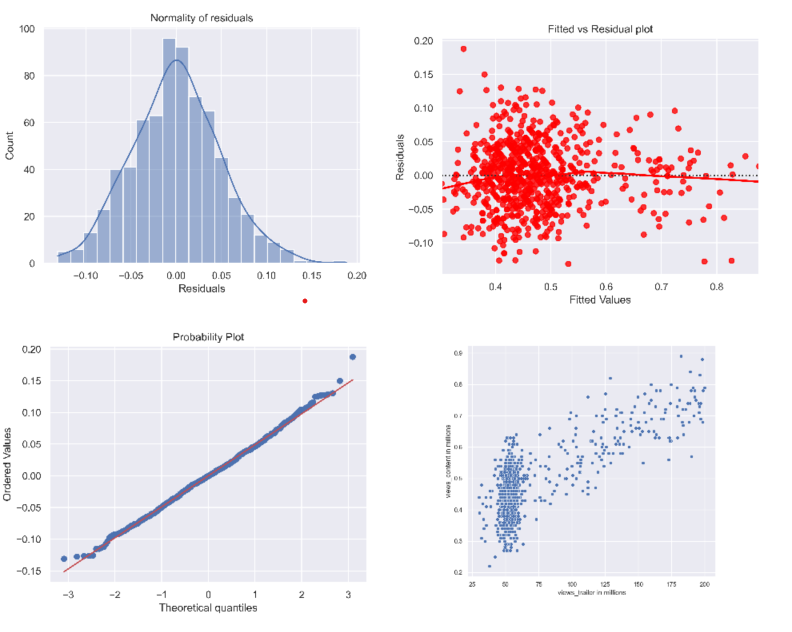 Normality of residuals
Count
100
80
60
40
20
0
−0.10 −0.05 0.00 0.05 0.10 0.15 0.20
Residuals
Fitted vs Residual plot
Residuals
0.20
0.15
0.10
0.05
0.00
−0.05
−0.10
0.4 0.5 0.6 0.7 0.8
Fitted Values
Probability Plot
Ordered Values
0.20
0.15
0.10
0.05
0.00
−0.05
−0.10
−0.15
−3 −2 −1 0 1 2 3
Theoretical quantiles
views_content in millions
0.9
0.8
0.7
0.6
0.5
0.4
0.3
0.2
25 50 75 100 125 150 175 200
views_trailer in millions